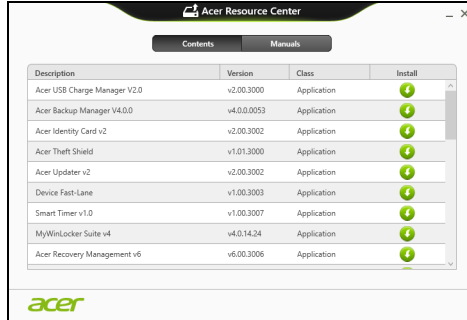 Acer Resource Center
Contents Manuals
Description Version Class Install
Acer USB Charge Manager V2.0 v2.00.3000 Application
Acer Backup Manager V4.0.0 v4.0.0.0053 Application
Acer Identity Card v2 v2.00.3002 Application
Acer Theft Shield v1.01.3000 Application
Acer Updater v2 v2.00.3002 Application
Device Fast-Lane v1.00.3003 Application
Smart Timer v1.0 v1.00.3007 Application
MyWinLocker Suite v4 v4.0.14.24 Application
Acer Recovery Management v6 v6.00.3006 Application
acer